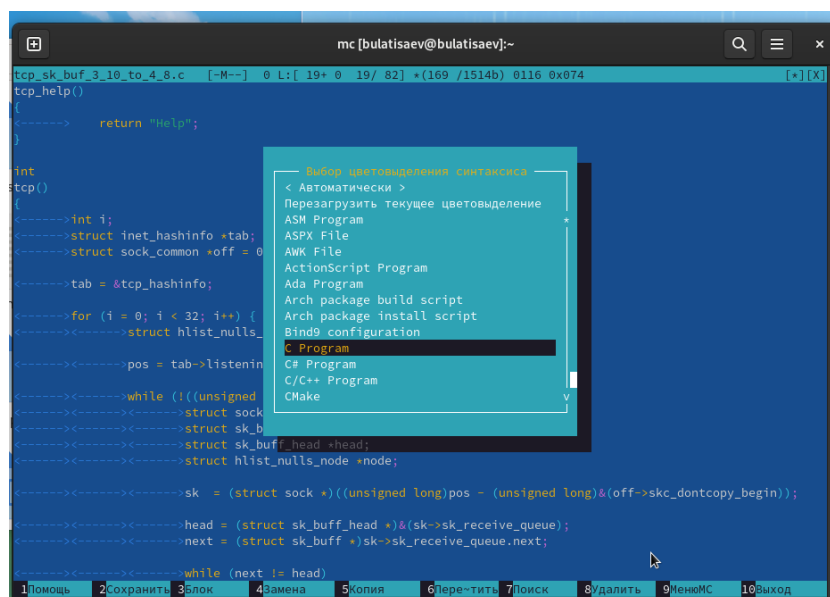 mc [bulatisaev@bulatisaev]:~
tcp_sk_buf_3_10_to_4_8.c [-M--] 0 L:[ 19+ 0 19/ 82] *(169 /1514b) 0116 0x074 [*][X]
tcp_help()
{
<------> return "Help";
}
int
stcp()
{
<------>int i;
<------>struct inet_hashinfo *tab;
<------>struct sock_common *off = 0
<------>tab = &tcp_hashinfo;
<------>for (i = 0; i < 32; i++) {
<------><------>struct hlist_nulls_
<------><------>pos = tab->listenin
<------><------>while (!((unsigned
<------><------><------>struct sock
<------><------><------>struct sk_b
<------><------><------>struct sk_buff_head *head;
<------><------><------>struct hlist_nulls_node *node;
<------><------><------>sk = (struct sock *)((unsigned long)pos - (unsigned long)&(off->skc_dontcopy_begin));
<------><------><------>head = (struct sk_buff_head *)&(sk->sk_receive_queue);
<------><------><------>next = (struct sk_buff *)sk->sk_receive_queue.next;
<------><------><------>while (next != head)
Выбор цветовыделения синтаксиса
< Автоматически >
Перезагрузить текущее цветовыделение
ASM Program
ASPX File
AWK File
ActionScript Program
Ada Program
Arch package build script
Arch package install script
Bind9 configuration
C Program
C# Program
C/C++ Program
CMake
1Помощь 2Сохранить 3Блок 4Замена 5Копия 6Пере~тить 7Поиск 8Удалить 9МенюMC 10Выход